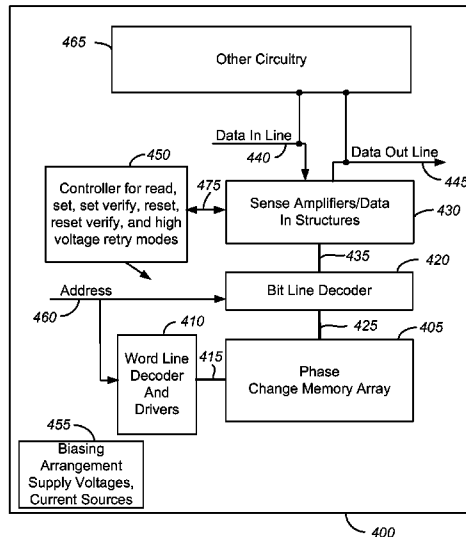 465
Other Circuitry
Data In Line
440
Data Out Line
445
450
Controller for read,
set, set verify, reset,
reset verify, and high
voltage retry modes
475
Sense Amplifiers/Data
In Structures
430
435
420
Address
460
Bit Line Decoder
410
425
405
Word Line
Decoder
And
Drivers
415
Phase
Change Memory Array
455
Biasing
Arrangement
Supply Voltages,
Current Sources
400